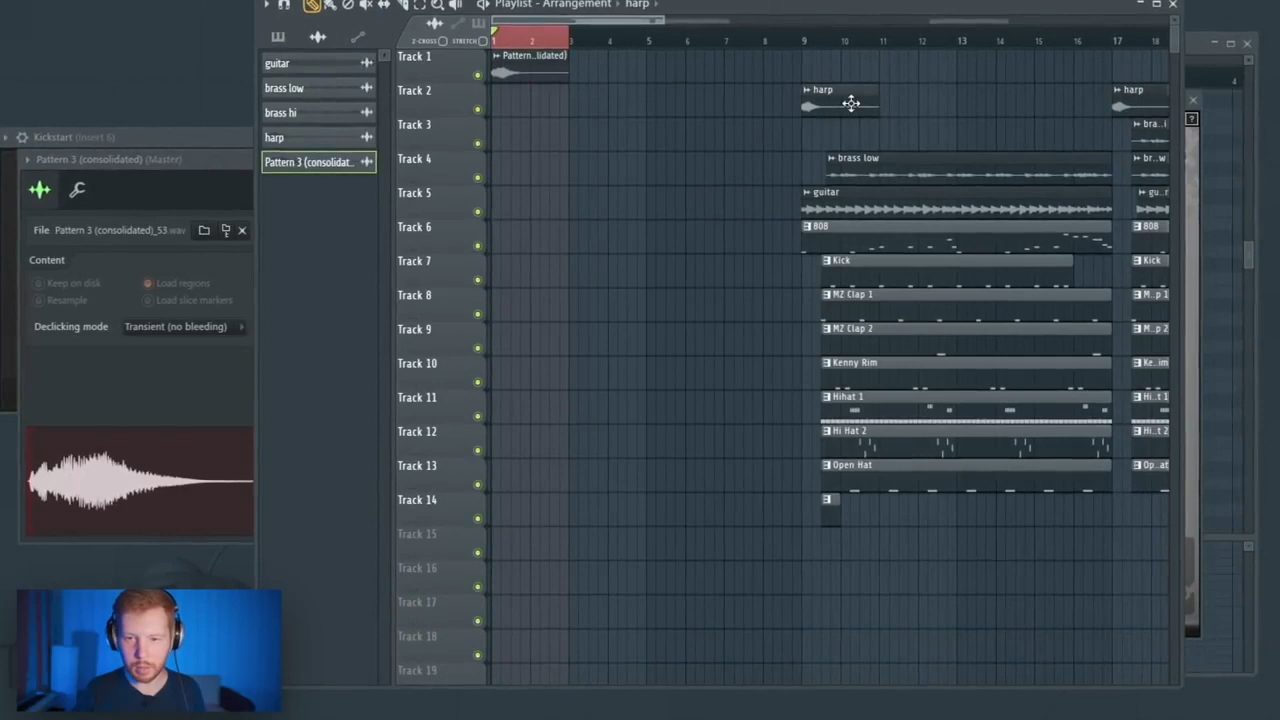 Playlist - Arrangement harp
Z-CROSS STRETCH
1 2 3 4 5 6 7 8 9 10 11 12 13 14 15 16 17 18
4
guitar
brass low
brass hi
harp
Pattern 3 (consolidat..
Kickstart (Insert 6)
Pattern 3 (consolidated) (Master)
File Pattern 3 (consolidated)_53.wav
Content
Keep on disk
Load regions
Resample
Load slice markers
Declicking mode
Transient (no bleeding)
Track 1
Pattern..lidated)
Track 2
harp
harp
Track 3
bra..i
Track 4
brass low
br..w
Track 5
guitar
gu..r
Track 6
808
808
Track 7
Kick
Kick
Track 8
MZ Clap 1
M..p 1
Track 9
MZ Clap 2
M..p 2
Track 10
Kenny Rim
Ke..im
Track 11
Hihat 1
Hi..t 1
Track 12
Hi Hat 2
Hi..t 2
Track 13
Open Hat
Op..at
Track 14
Track 15
Track 16
Track 17
Track 18
Track 19
?